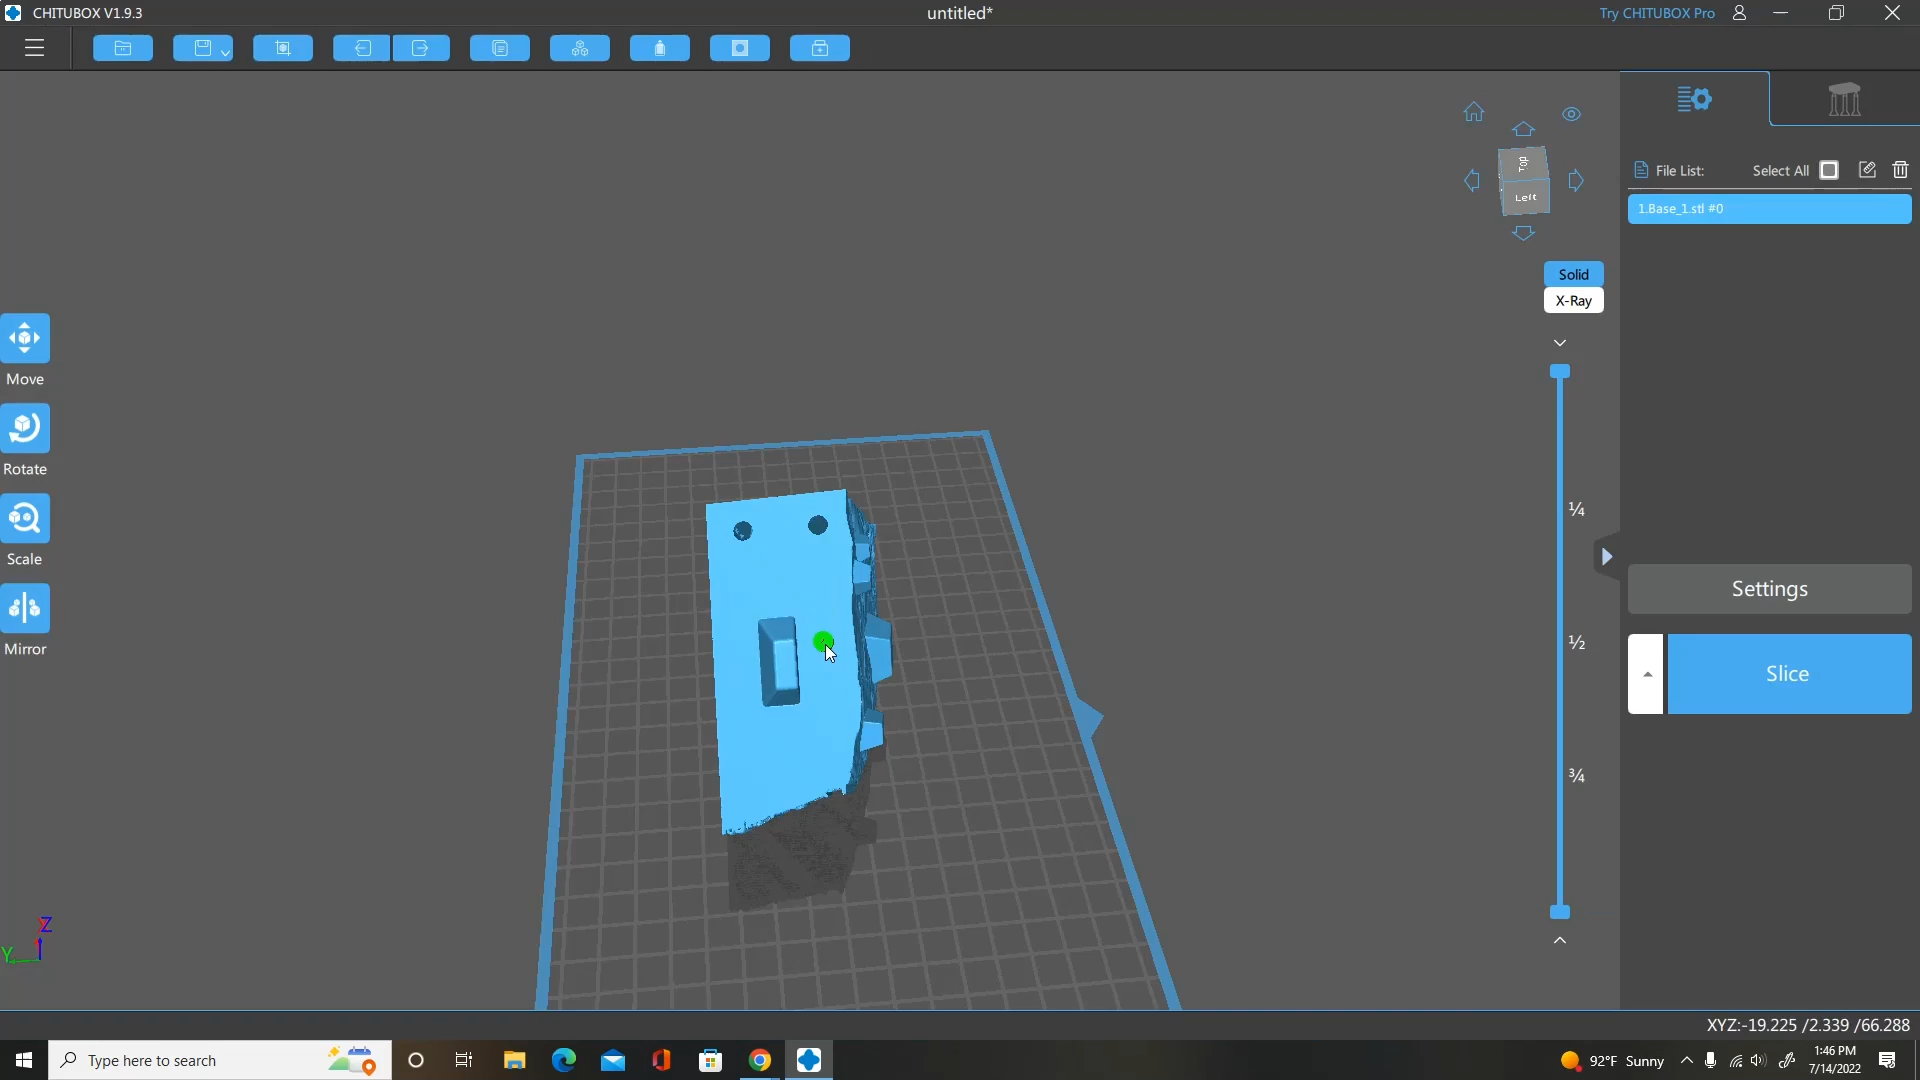 CHITUBOX V1.9.3
untitled*
Try CHITUBOX Pro
File List:
Select All
1.Base_1.stl #0
Top
Left
Solid
X-Ray
Move
Rotate
Scale
Mirror
¼
½
¾
Settings
Slice
Z
Y
XYZ:-19.225 /2.339 /66.288
Type here to search
92°F Sunny
1:46 PM
7/14/2022